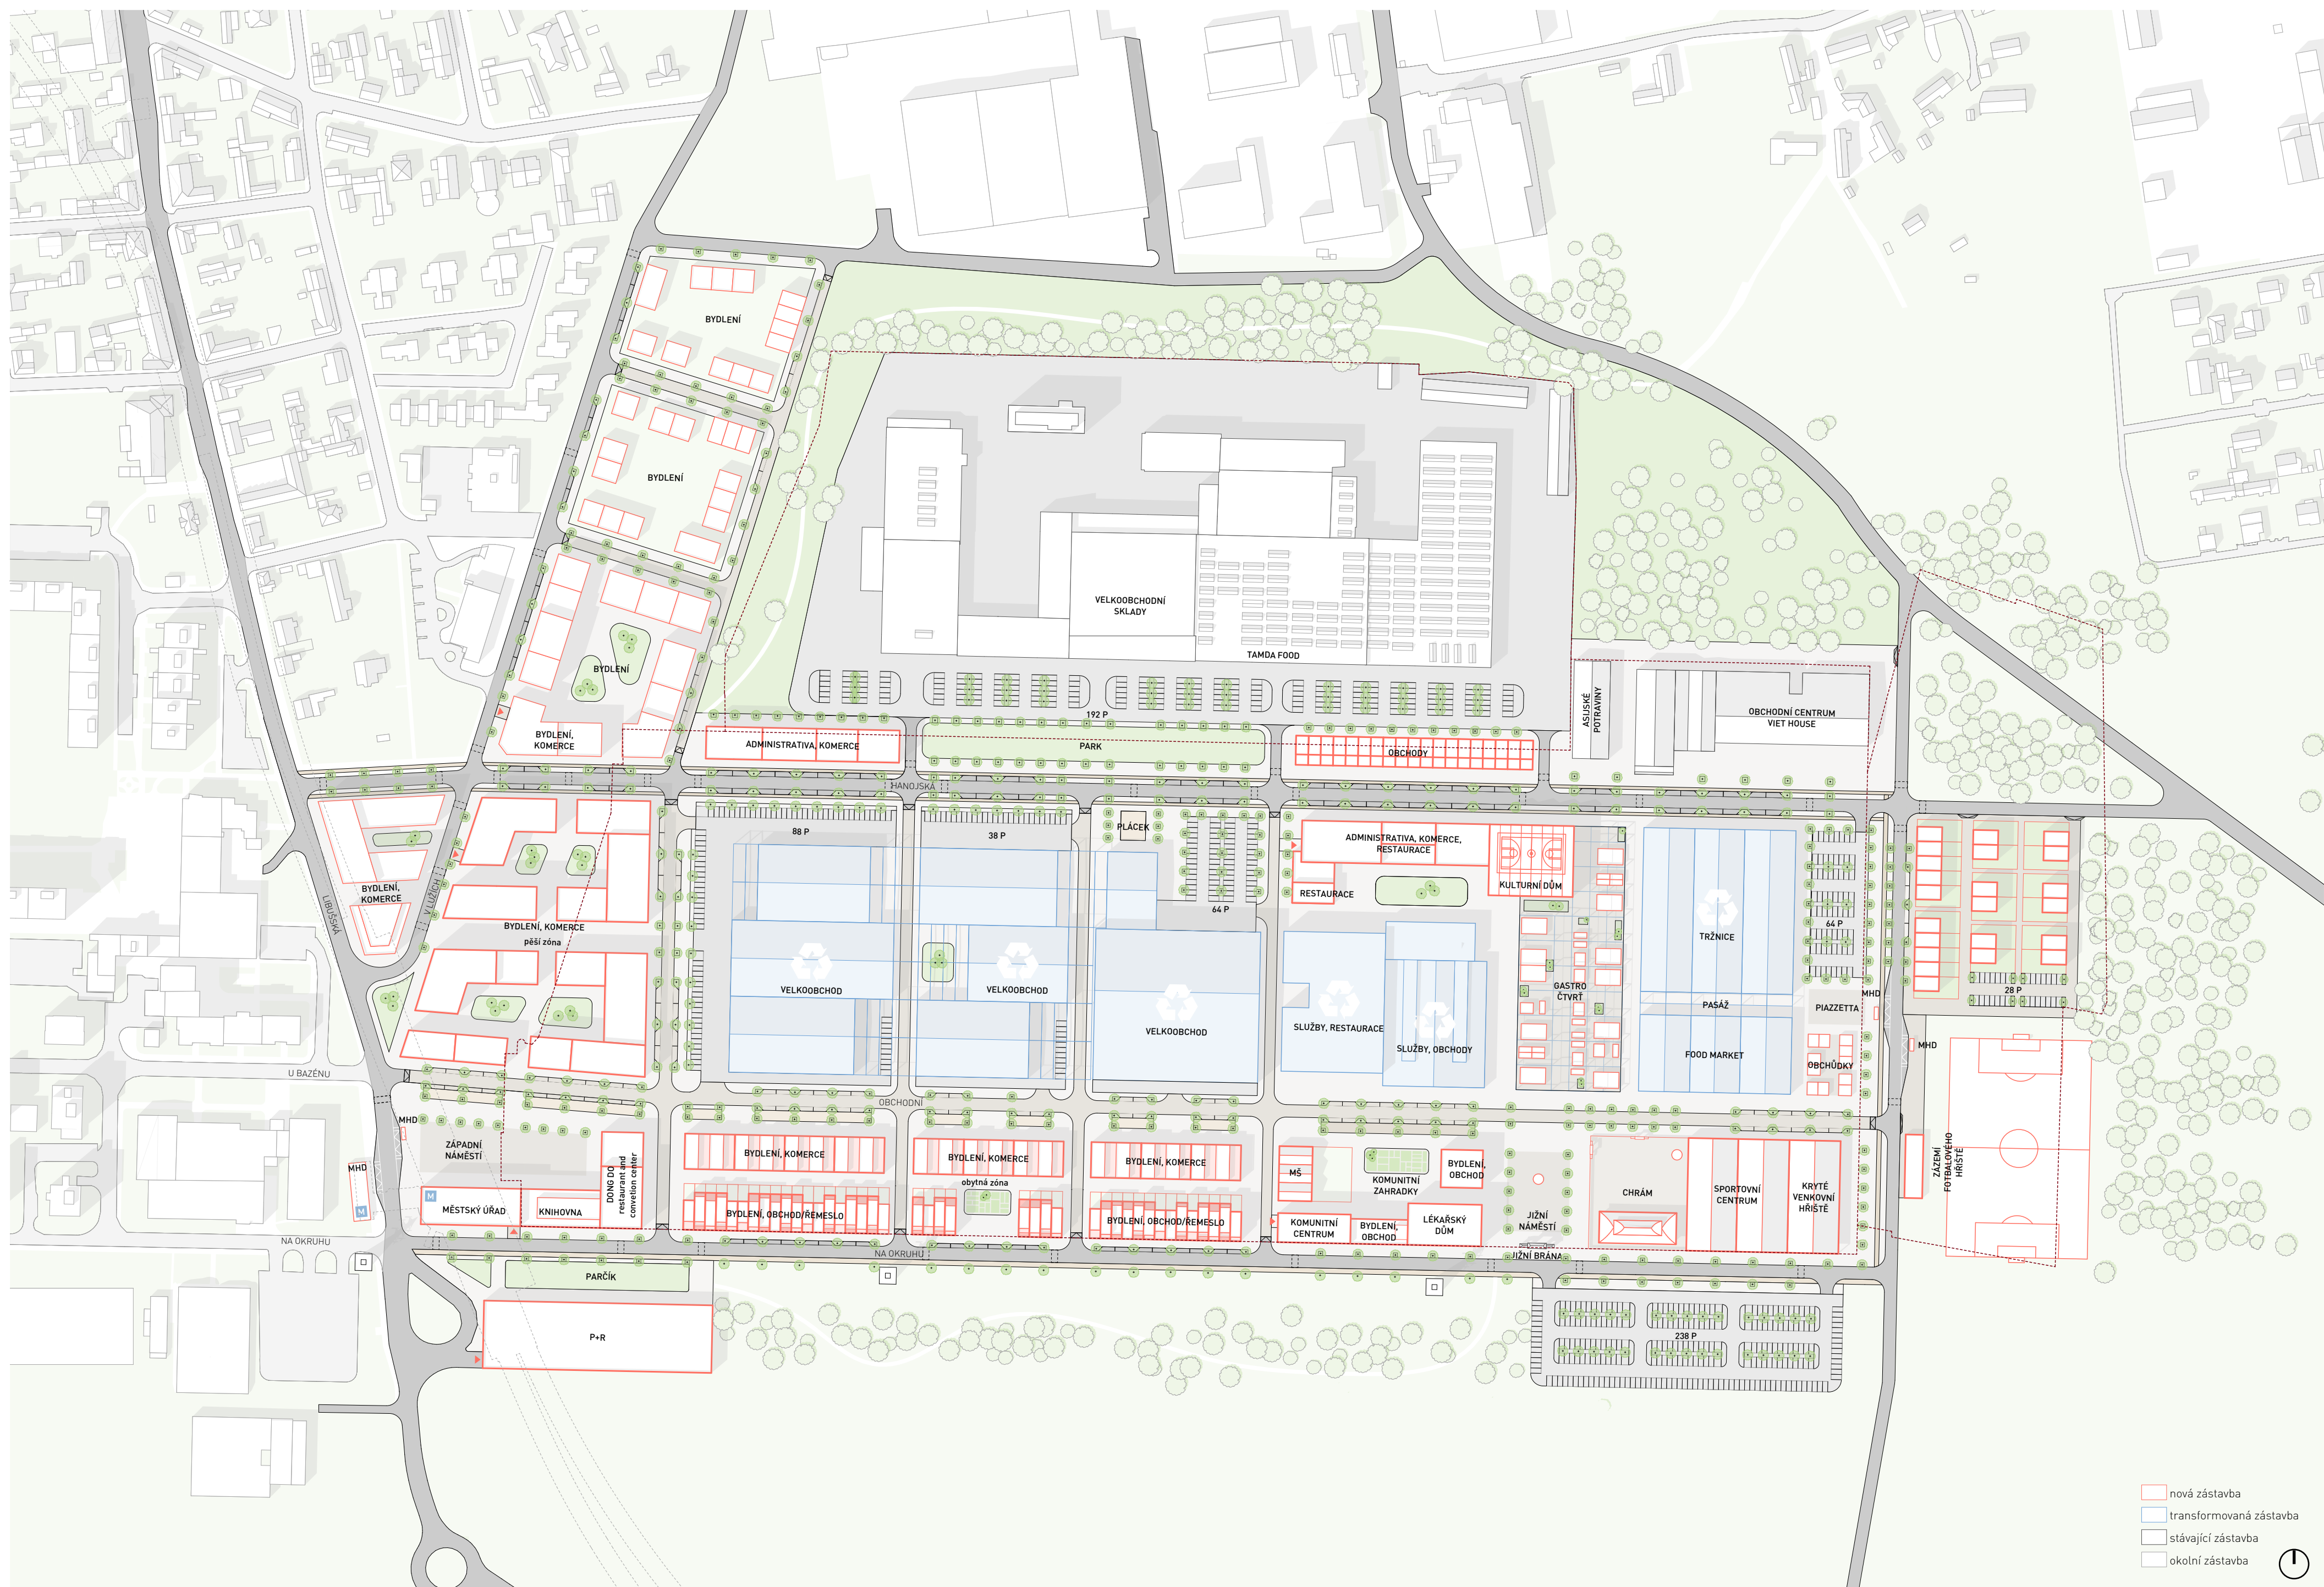 BYDLENÍ
BYDLENÍ
VELKOOBCHODNÍ
SKLADY
TAMDA FOOD
BYDLENÍ
ASIJSKÉ
POTRAVINY
OBCHODNÍ CENTRUM
VIET HOUSE
192 P
BYDLENÍ,
KOMERCE
ADMINISTRATIVA, KOMERCE
PARK
OBCHODY
HANOJSKÁ
88 P
38 P
PLÁCEK
ADMINISTRATIVA, KOMERCE,
RESTAURACE
BYDLENÍ,
KOMERCE
LIBUŠSKÁ
V LUŽÍCH
KULTURNÍ DŮM
RESTAURACE
64 P
BYDLENÍ, KOMERCE
pěší zóna
TRŽNICE
64 P
VELKOOBCHOD
VELKOOBCHOD
GASTRO
ČTVRŤ
28 P
MHD
PASÁŽ
PIAZZETTA
VELKOOBCHOD
SLUŽBY, RESTAURACE
SLUŽBY, OBCHODY
FOOD MARKET
MHD
OBCHŮDKY
U BAZÉNU
OBCHODNÍ
MHD
ZÁPADNÍ
NÁMĚSTÍ
MHD
DONG DO
restaurant and
convetion center
BYDLENÍ, KOMERCE
BYDLENÍ, KOMERCE
BYDLENÍ, KOMERCE
obytná zóna
MŠ
KOMUNITNÍ
ZAHRADKY
BYDLENÍ,
OBCHOD
ZÁZEMÍ
FOTBALOVÉHO
HŘIŠTĚ
CHRÁM
SPORTOVNÍ
CENTRUM
KRYTÉ
VENKOVNÍ
HŘIŠTĚ
M
M
MĚSTSKÝ ÚŘAD
KNIHOVNA
BYDLENÍ, OBCHOD/ŘEMESLO
BYDLENÍ, OBCHOD/ŘEMESLO
KOMUNITNÍ
CENTRUM
BYDLENÍ,
OBCHOD
LÉKAŘSKÝ
DŮM
JIŽNÍ
NÁMĚSTÍ
JIŽNÍ BRÁNA
NA OKRUHU
NA OKRUHU
PARČÍK
P+R
238 P
nová zástavba
transformovaná zástavba
stávající zástavba
okolní zástavba